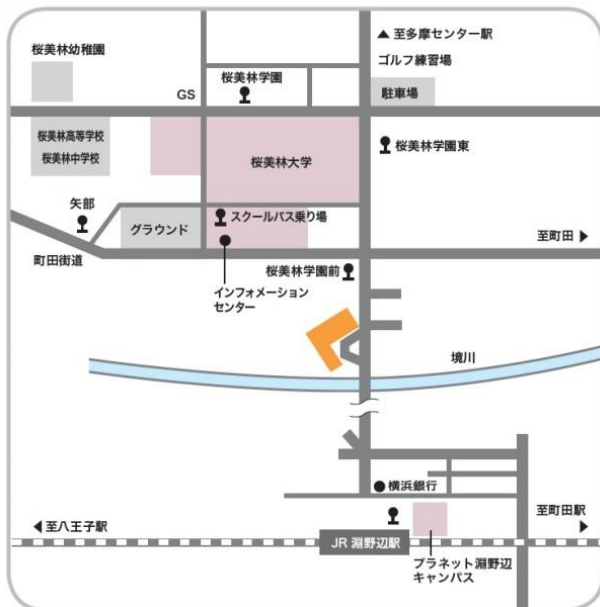 桜美林幼稚園
▲ 至多摩センター駅
ゴルフ練習場
桜美林学園
GS
駐車場
桜美林高等学校
桜美林中学校
桜美林大学
桜美林学園東
矢部
グラウンド
スクールバス乗り場
至町田 ▶
町田街道
桜美林学園前
インフォメーション
センター
境川
横浜銀行
◀至八王子駅
至町田駅
▶
JR 淵野辺駅
プラネット淵野辺
キャンパス